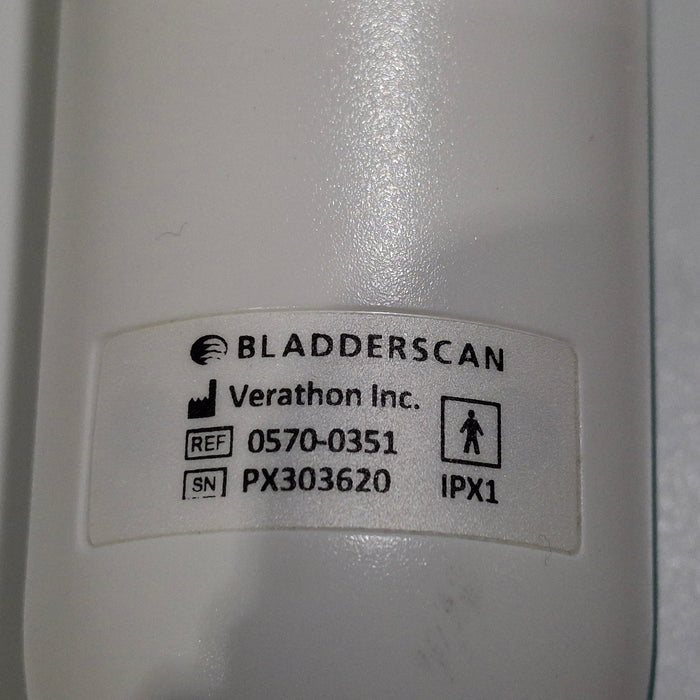 BLADDERSCAN
Verathon Inc.
REF 0570-0351
SN PX303620
IPX1